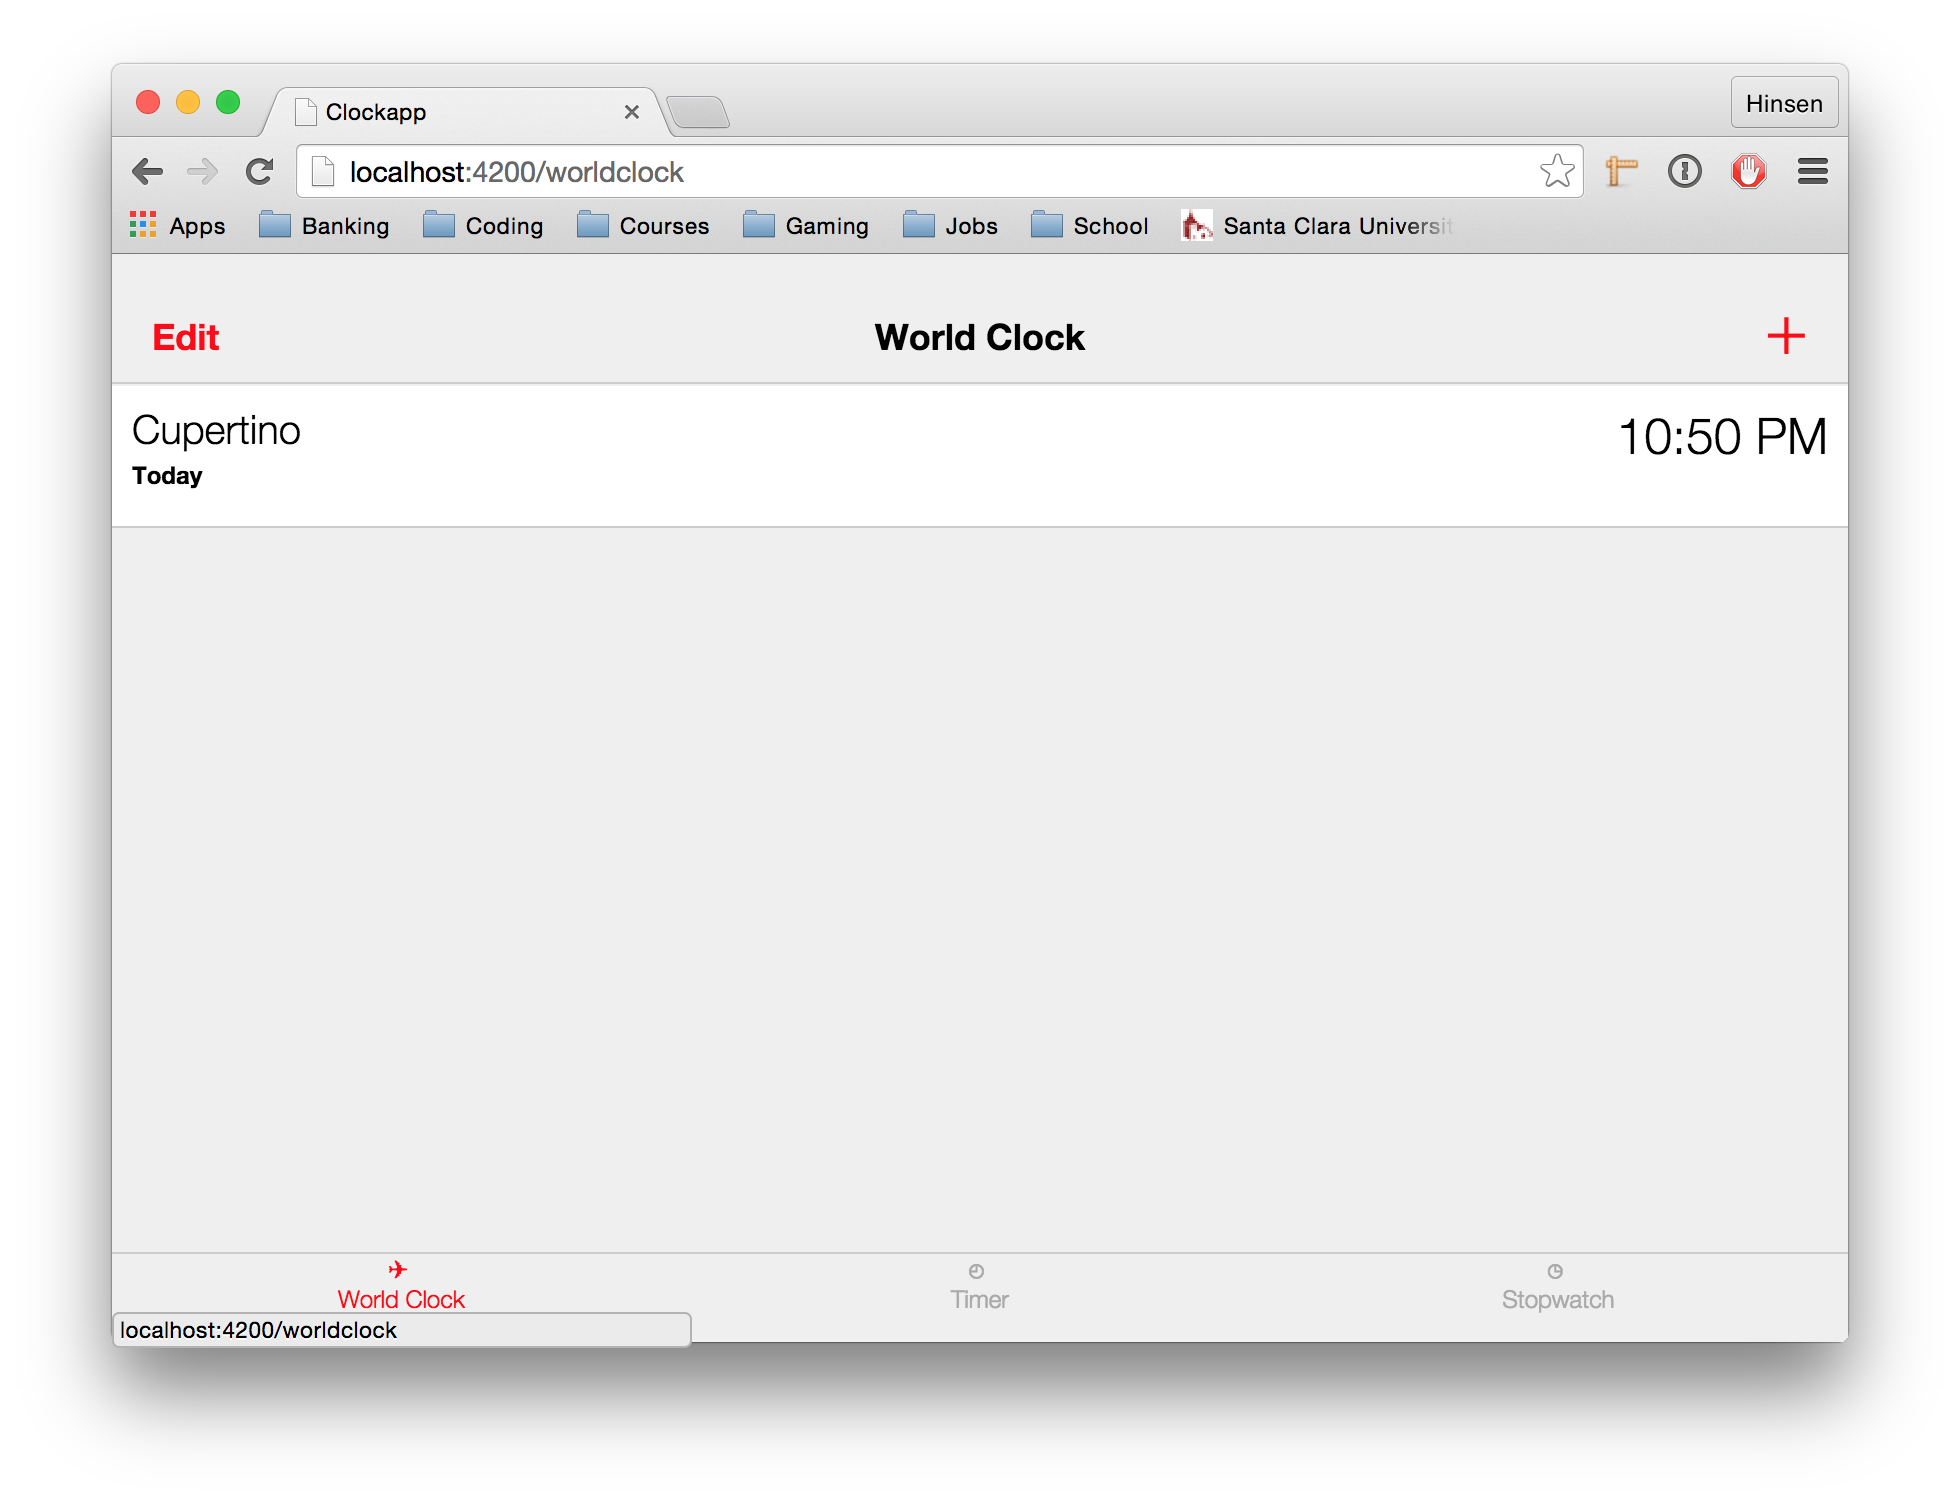 Clockapp
Hinsen
localhost:4200/worldclock
Apps Banking Coding Courses Gaming Jobs School Santa Clara Universit
Edit World Clock +
Cupertino 10:50 PM
Today
World Clock Timer Stopwatch
localhost:4200/worldclock